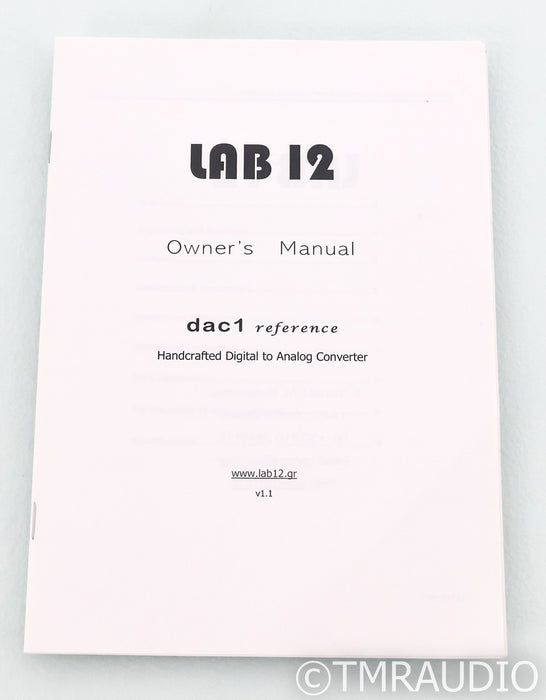 LAB 12
Owner's Manual
dac1 reference
Handcrafted Digital to Analog Converter
www.lab12.gr
v1.1
©TMRAUDIO